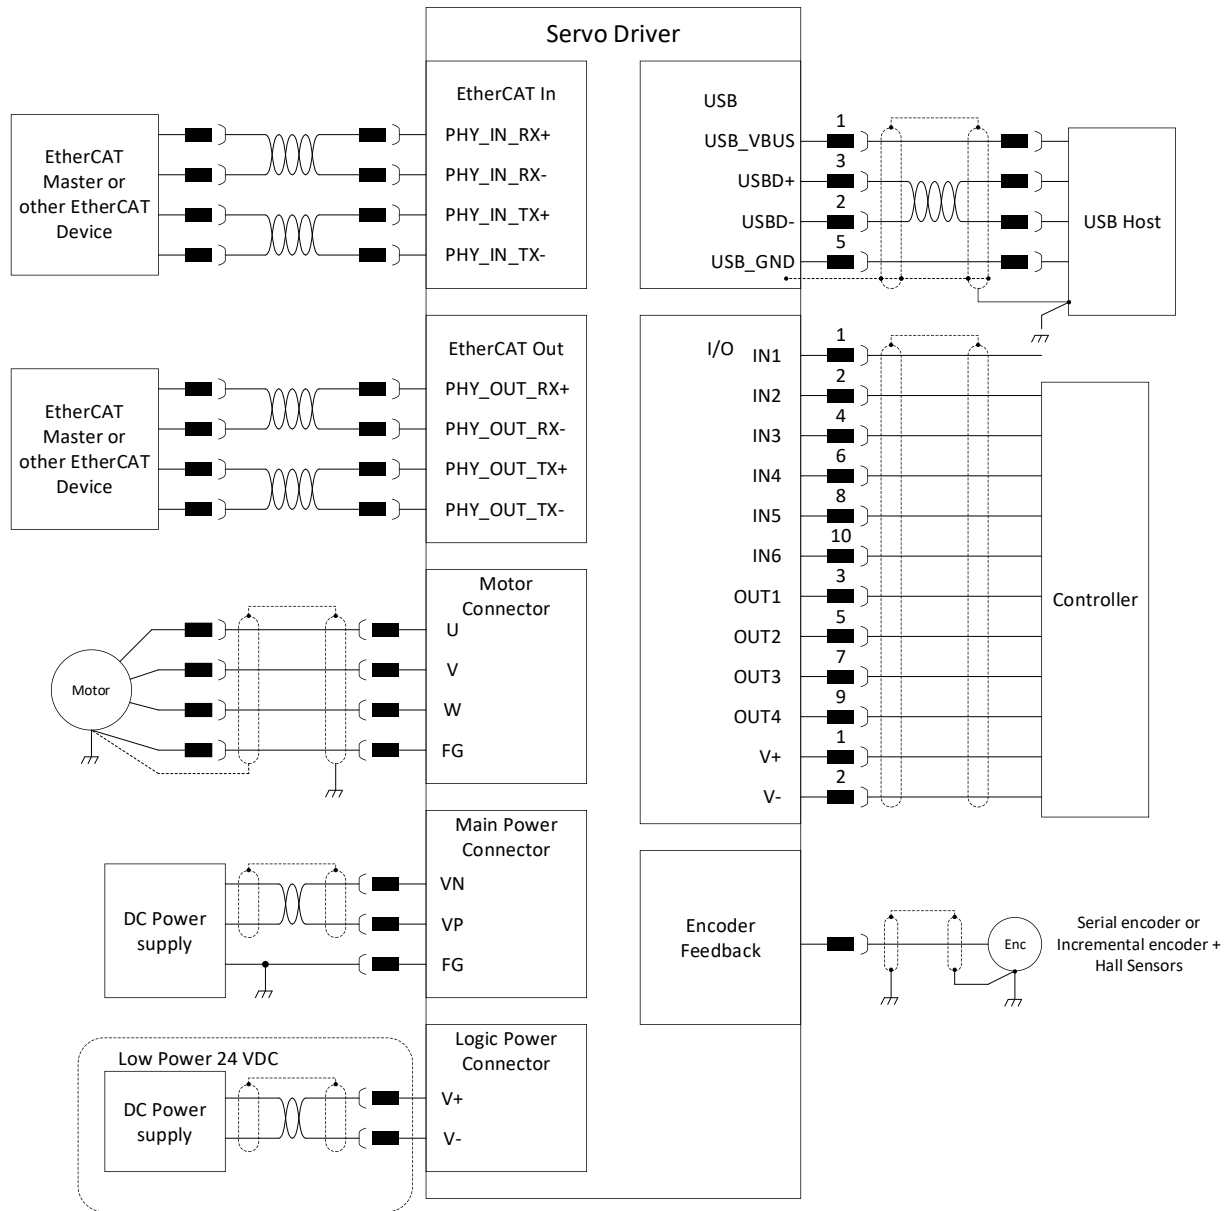 Servo Driver
EtherCAT In
PHY_IN_RX+
PHY_IN_RX-
PHY_IN_TX+
PHY_IN_TX-
EtherCAT
Master or
other EtherCAT
Device
EtherCAT Out
PHY_OUT_RX+
PHY_OUT_RX-
PHY_OUT_TX+
PHY_OUT_TX-
EtherCAT
Master or
other EtherCAT
Device
Motor
Connector
U
V
W
FG
Motor
Main Power
Connector
VN
VP
FG
DC Power
supply
Logic Power
Connector
V+
V-
Low Power 24 VDC
DC Power
supply
USB
USB_VBUS
1
USBD+
3
USBD-
2
USB_GND
5
USB Host
I/O
IN1
1
IN2
2
IN3
4
IN4
6
IN5
8
IN6
10
OUT1
3
OUT2
5
OUT3
7
OUT4
9
V+
1
V-
2
Controller
Encoder
Feedback
Enc
Serial encoder or
Incremental encoder +
Hall Sensors